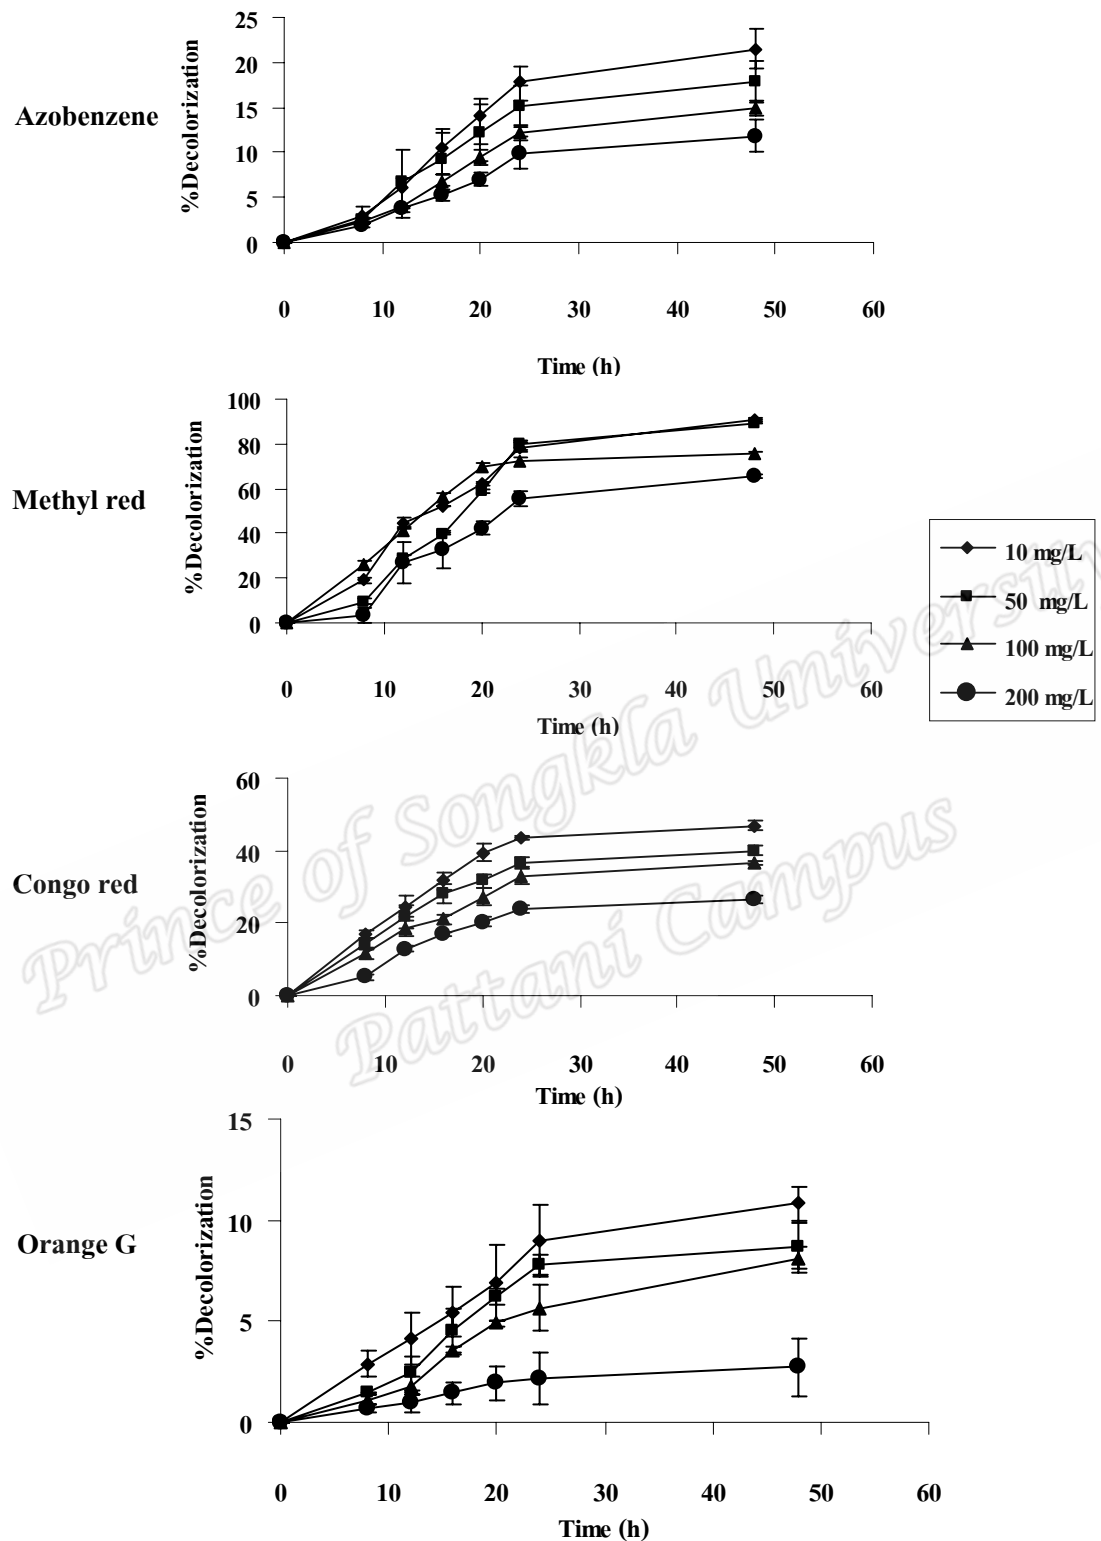 25
20
15
10
5
0
%Decolorization
Azobenzene
0 10 20 30 40 50 60
Time (h)
100
80
60
40
20
0
%Decolorization
Methyl red
0 10 20 30 40 50 60
Time (h)
10 mg/L
50 mg/L
100 mg/L
200 mg/L
60
40
20
0
%Decolorization
Congo red
0 10 20 30 40 50 60
Time (h)
15
10
5
0
%Decolorization
Orange G
0 10 20 30 40 50 60
Time (h)
Prince of Songkla University
Pattani Campus